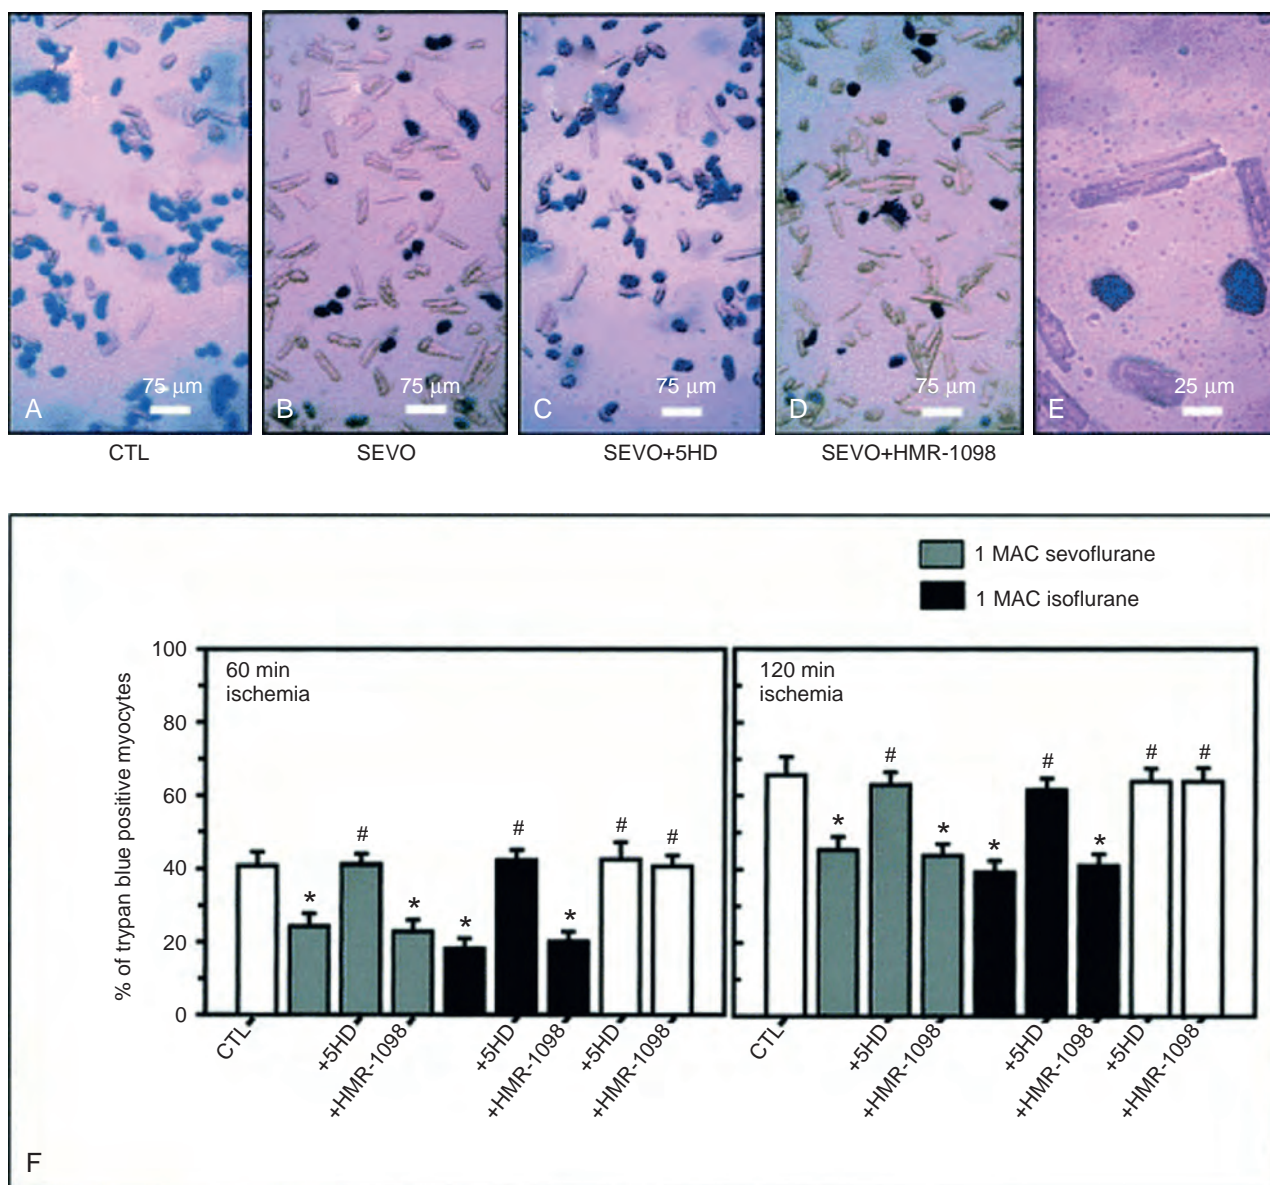 75 μm
A
75 μm
B
75 μm
C
75 μm
D
25 μm
E
CTL
SEVO
SEVO+5HD
SEVO+HMR-1098
1 MAC sevoflurane
1 MAC isoflurane
% of trypan blue positive myocytes
100
80
60
40
20
0
60 min
ischemia
*
#
*
*
#
*
#
#
120 min
ischemia
*
#
*
*
#
*
#
#
CTL
+5HD
+HMR-1098
+5HD
+HMR-1098
+5HD
+HMR-1098
CTL
+5HD
+HMR-1098
+5HD
+HMR-1098
+5HD
+HMR-1098
F